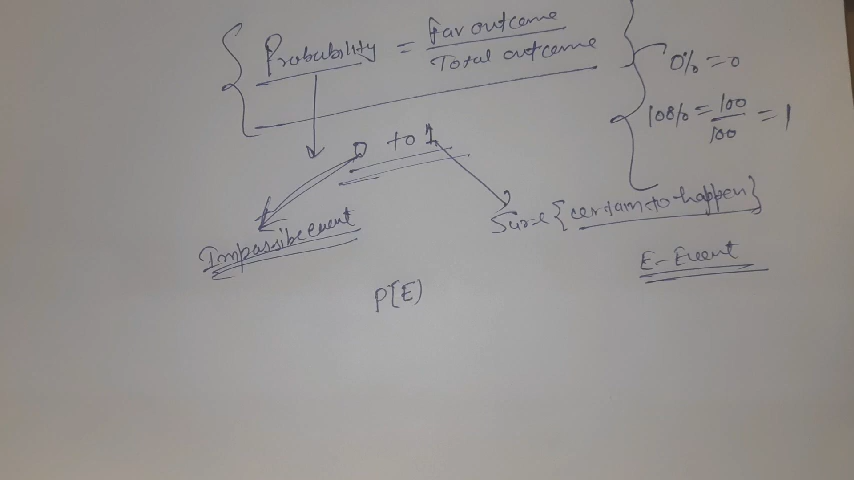 Probability = Fav outcome / Total outcome
0% = 0
100% = 100/100 = 1
0 to 1
Impossible event
Sure {certain to happen}
E - Event
P[E)